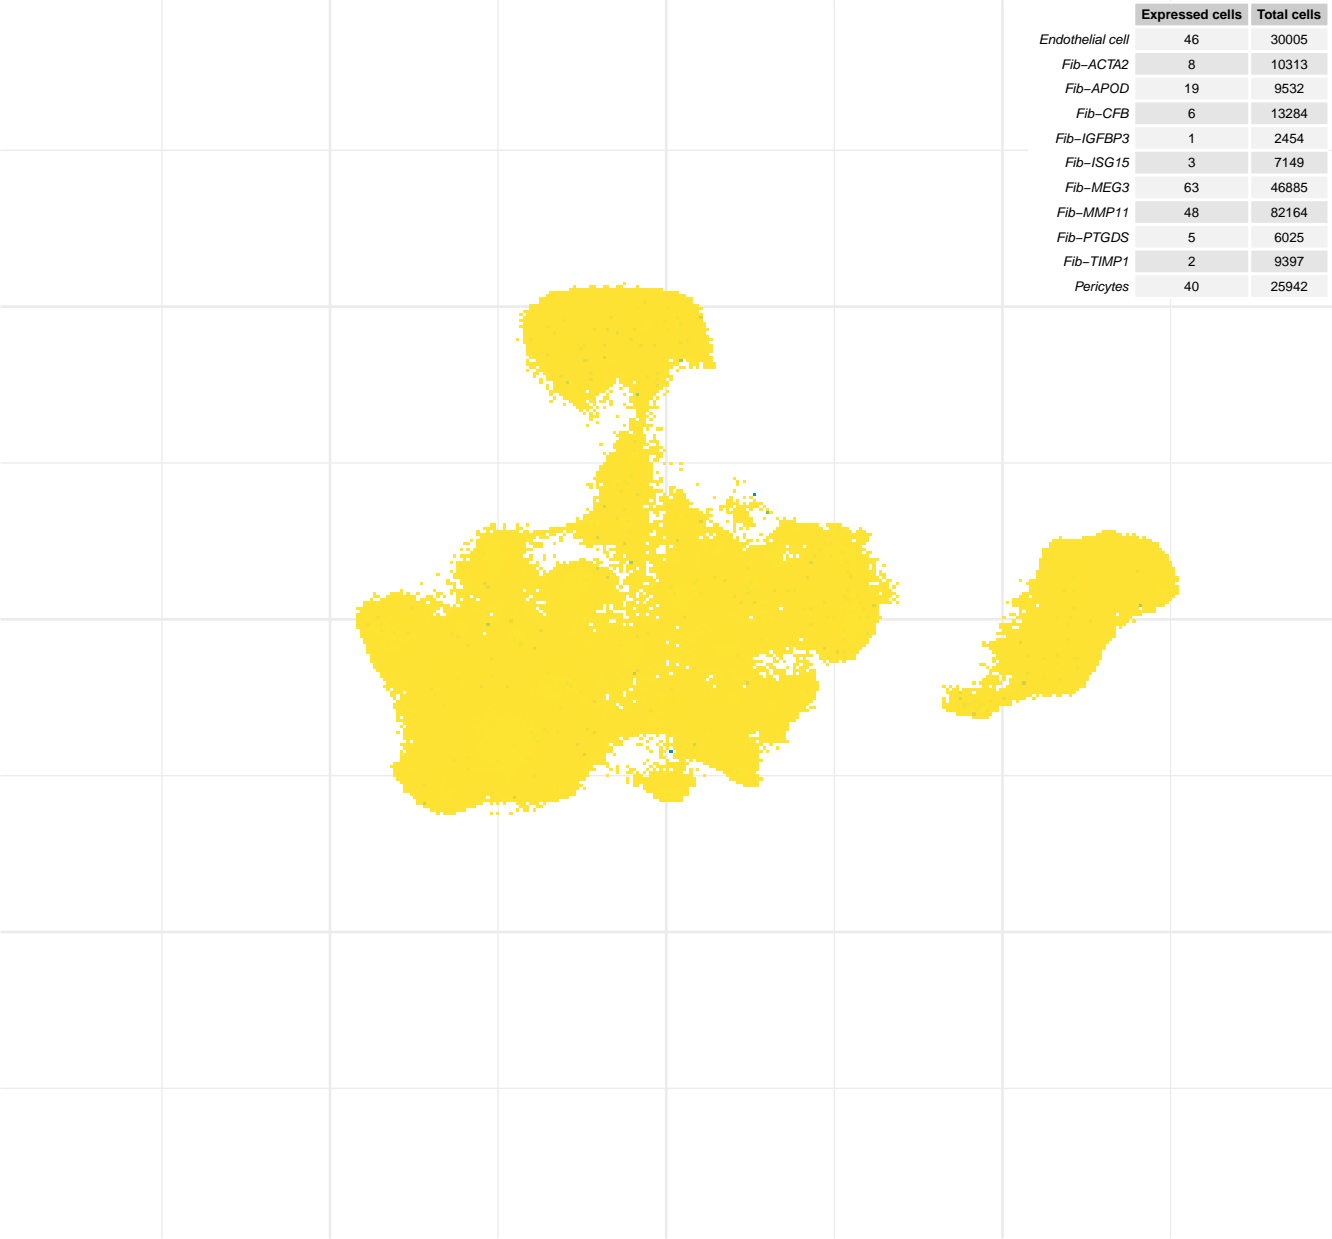 Expressed cells Total cells
Endothelial cell 46 30005
Fib−ACTA2 8 10313
Fib−APOD 19 9532
Fib−CFB 6 13284
Fib−IGFBP3 1 2454
Fib−ISG15 3 7149
Fib−MEG3 63 46885
Fib−MMP11 48 82164
Fib−PTGDS 5 6025
Fib−TIMP1 2 9397
Pericytes 40 25942